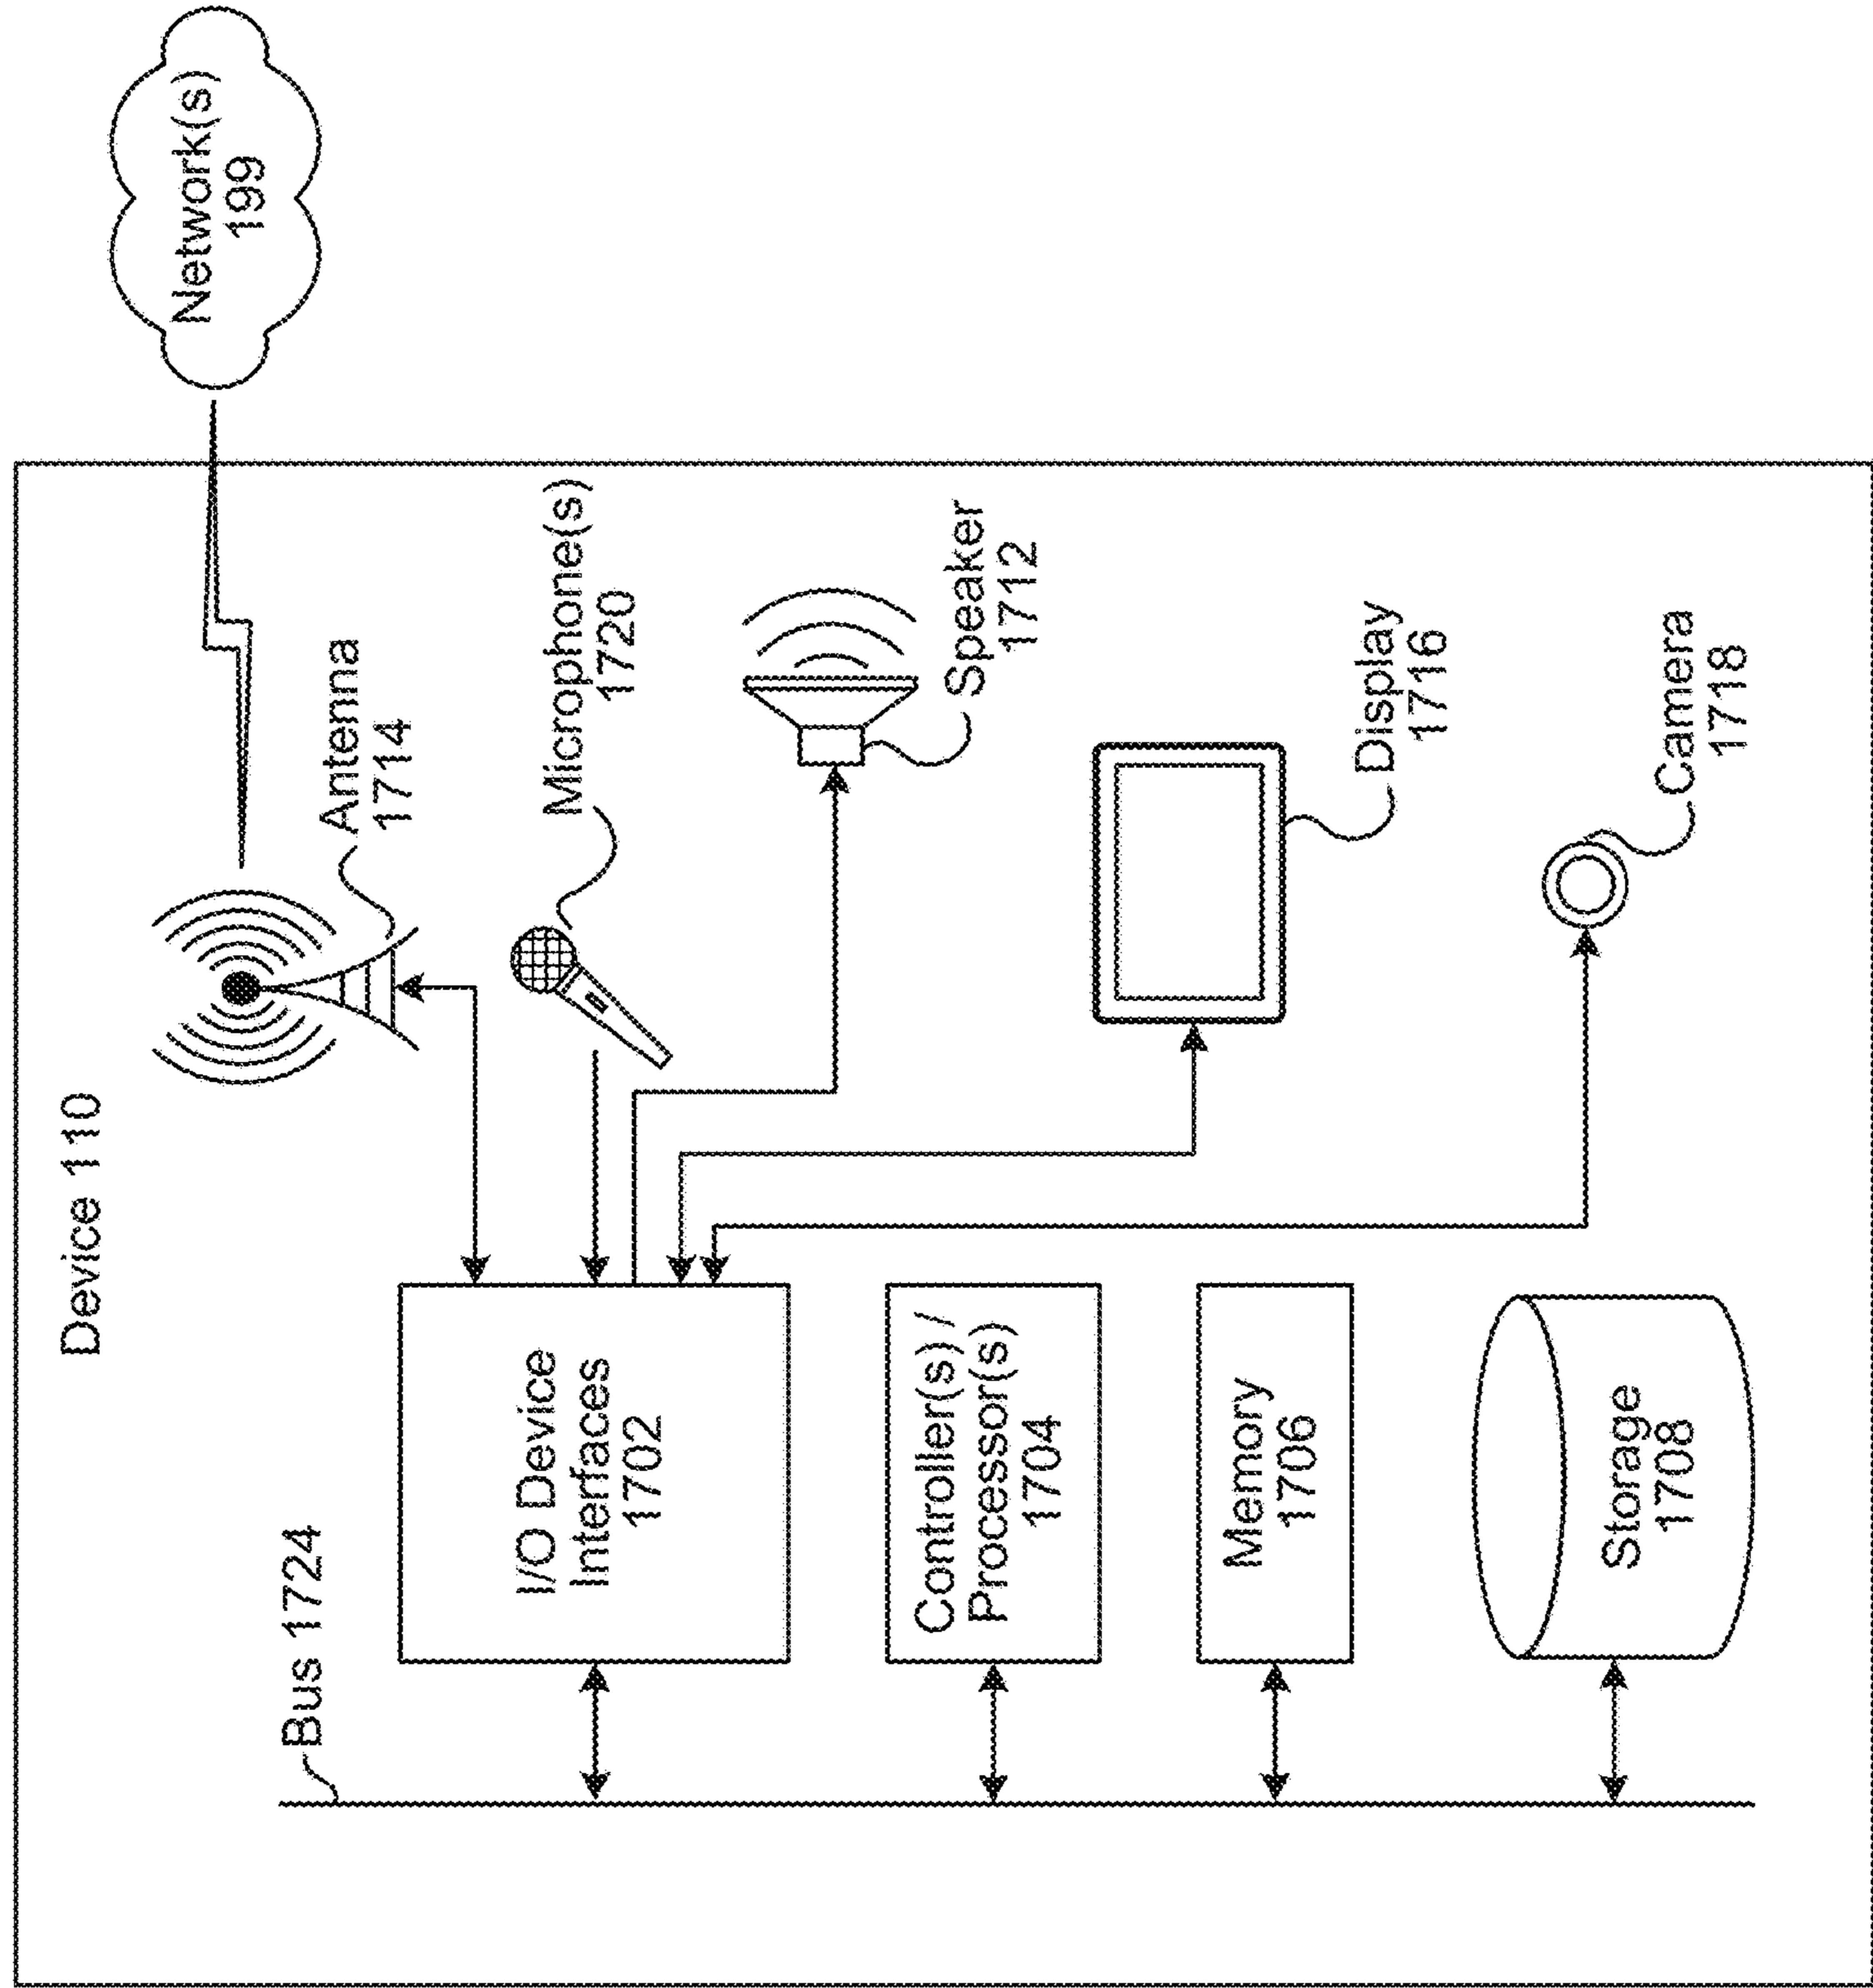 Device 110
Network(s)
199
Bus 1724
Antenna
1714
I/O Device
Interfaces
1702
Microphone(s)
1720
Controller(s) /
Processor(s)
1704
Speaker
1712
Memory
1706
Display
1716
Storage
1708
Camera
1718